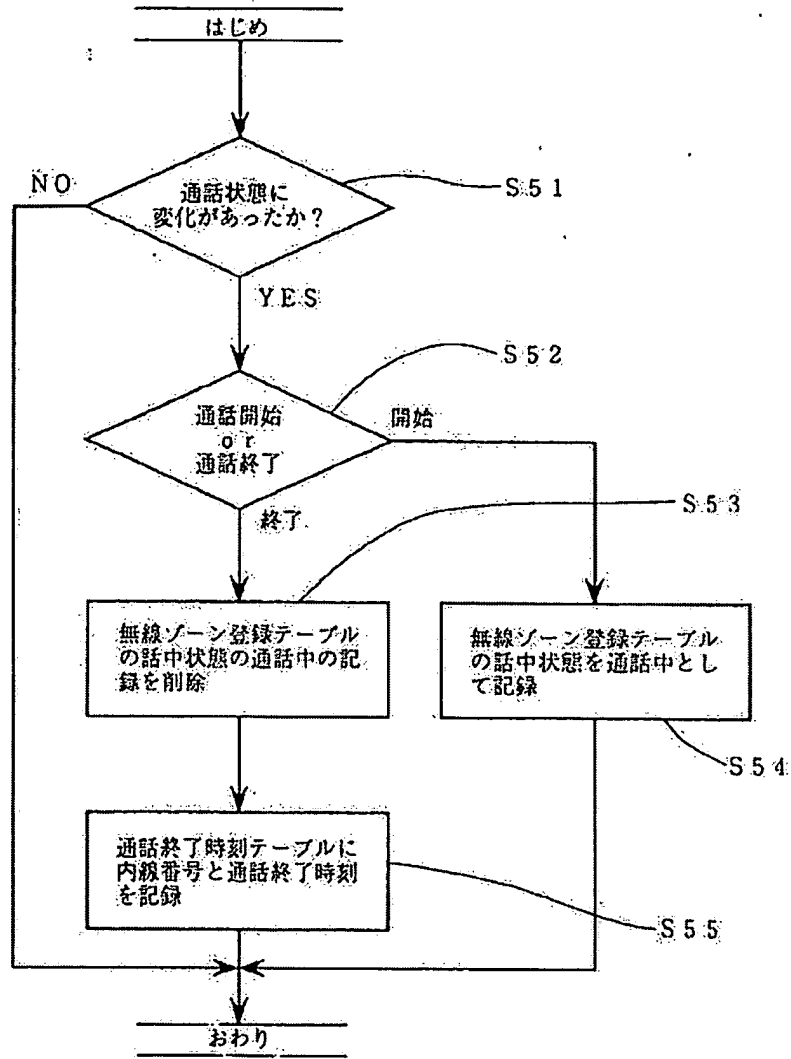 はじめ
NO
通話状態に
変化があったか？
S51
YES
S52
通話開始
or
通話終了
開始
終了
S53
無線ゾーン登録テーブル
の話中状態の通話中の記
録を削除
無線ゾーン登録テーブル
の話中状態を通話中とし
て記録
S54
通話終了時刻テーブルに
内線番号と通話終了時刻
を記録
S55
おわり